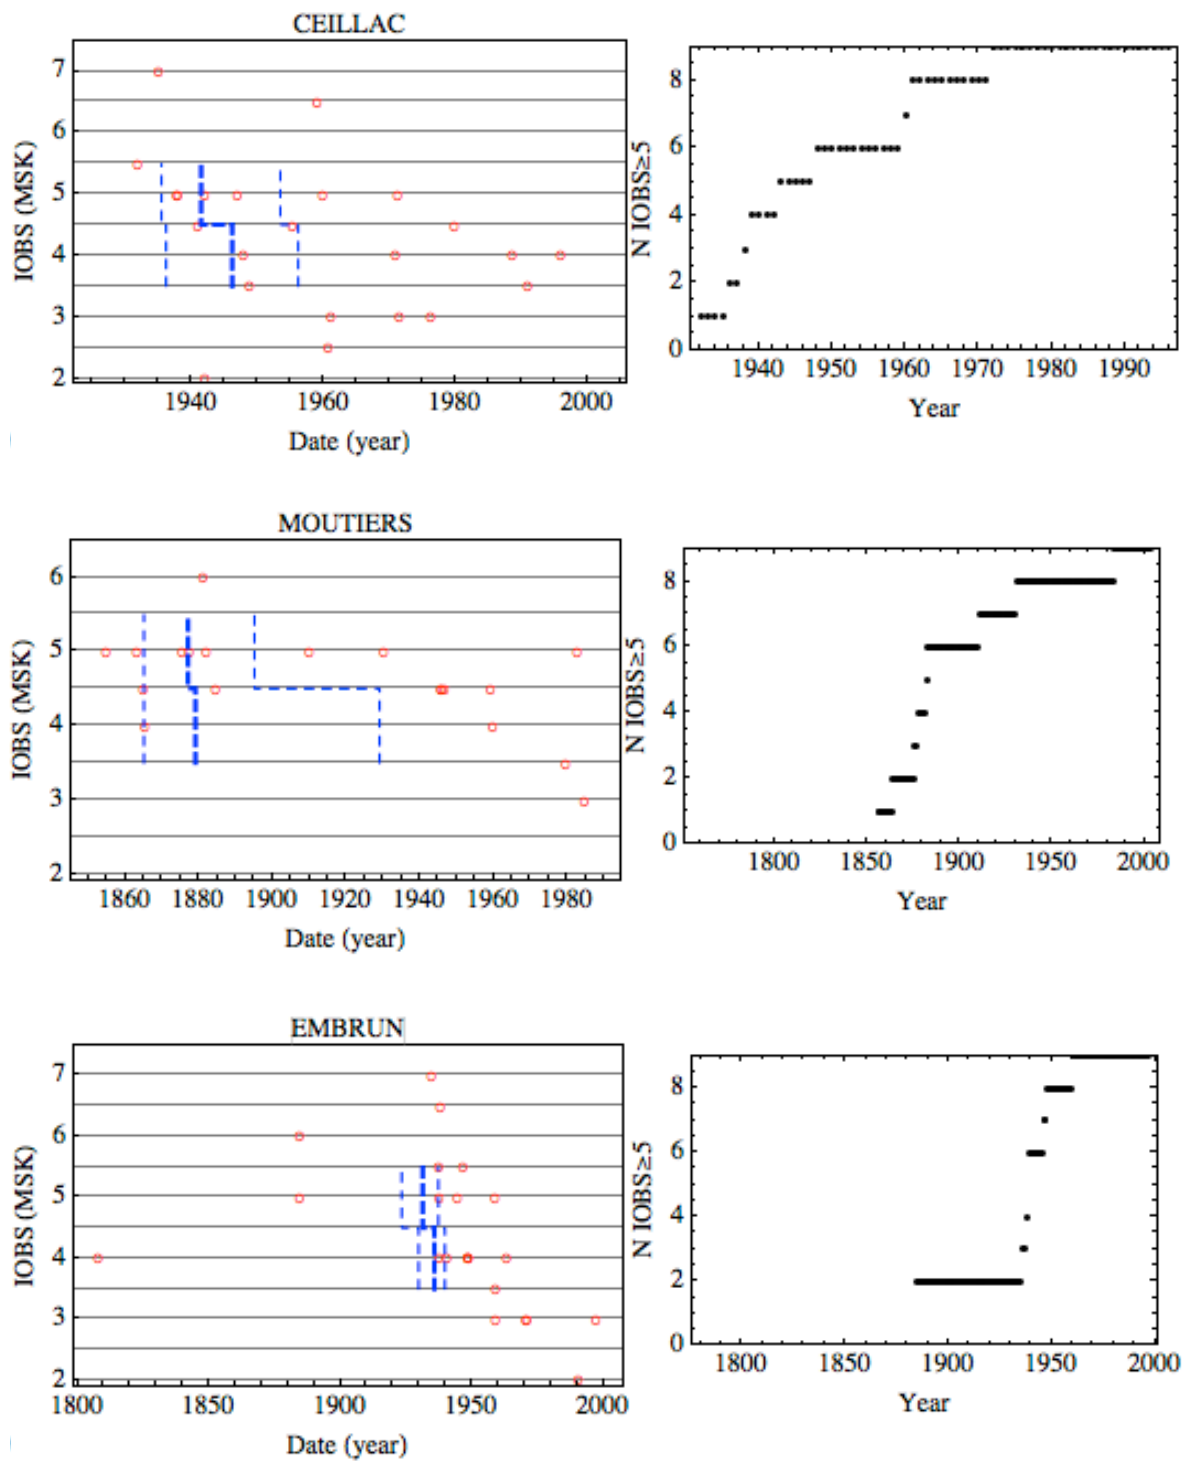 CEILLAC
7
6
5
4
3
2
IOBS (MSK)
1940 1960 1980 2000
Date (year)
8
6
4
2
0
N IOBS≥5
1940 1950 1960 1970 1980 1990
Year
MOUTIERS
6
5
4
3
2
IOBS (MSK)
1860 1880 1900 1920 1940 1960 1980
Date (year)
8
6
4
2
0
N IOBS≥5
1800 1850 1900 1950 2000
Year
EMBRUN
7
6
5
4
3
2
IOBS (MSK)
1800 1850 1900 1950 2000
Date (year)
8
6
4
2
0
N IOBS≥5
1800 1850 1900 1950 2000
Year